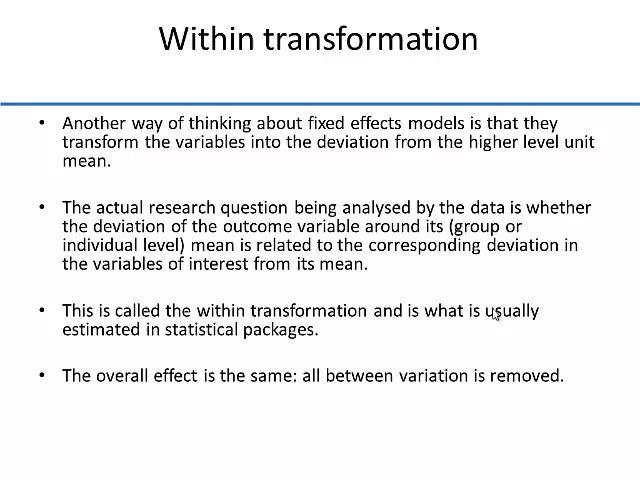 Within transformation
• Another way of thinking about fixed effects models is that they
transform the variables into the deviation from the higher level unit
mean.
• The actual research question being analysed by the data is whether
the deviation of the outcome variable around its (group or
individual level) mean is related to the corresponding deviation in
the variables of interest from its mean.
• This is called the within transformation and is what is usually
estimated in statistical packages.
• The overall effect is the same: all between variation is removed.